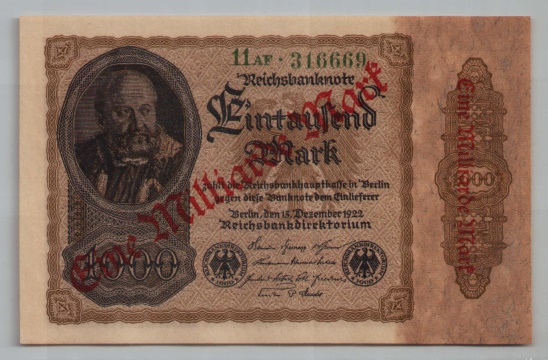 11AF·316669
Reichsbanknote
Eintausend
Mark
zahlt die Reichsbankhauptkasse in Berlin
gegen diese Banknote dem Einlieferer
Berlin, den 15. Dezember 1922
Reichsbankdirektorium
1000
Eine Milliarde Mark
Eine Milliarde Mark
1000